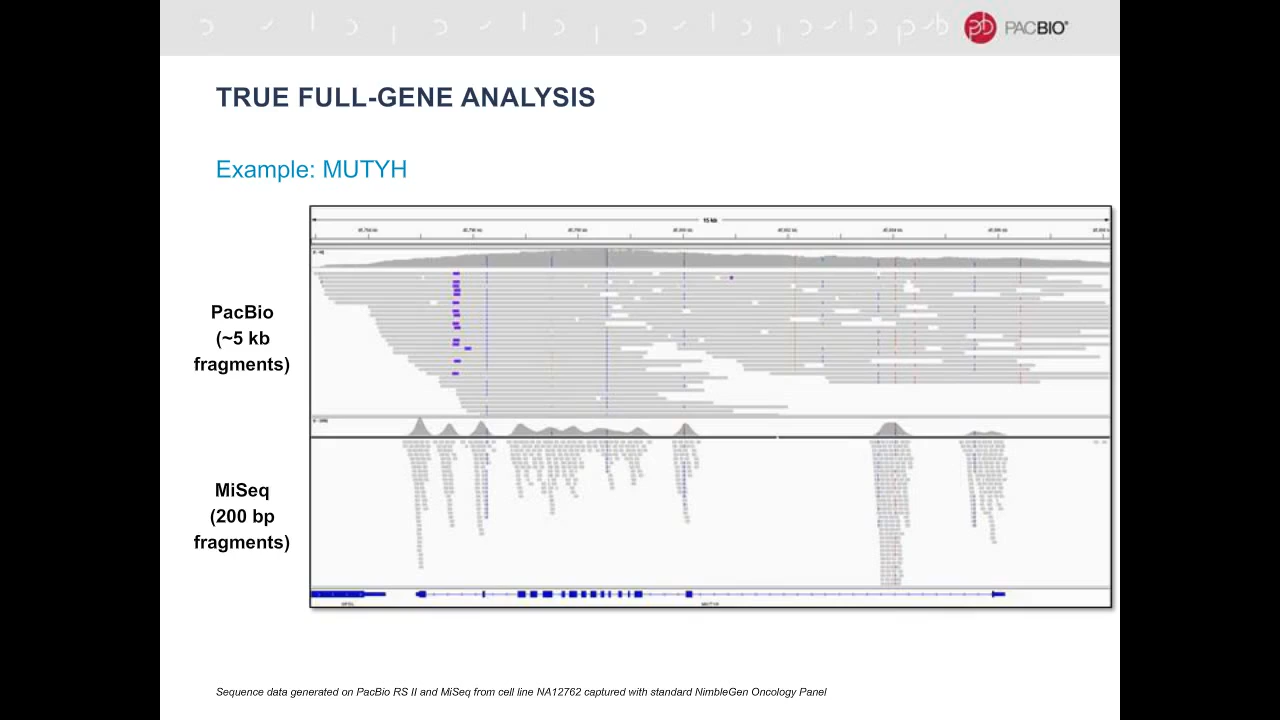 PACBIO®
TRUE FULL-GENE ANALYSIS
Example: MUTYH
15 kb
PacBio
(~5 kb
fragments)
MiSeq
(200 bp
fragments)
MUTYH
Sequence data generated on PacBio RS II and MiSeq from cell line NA12762 captured with standard NimbleGen Oncology Panel